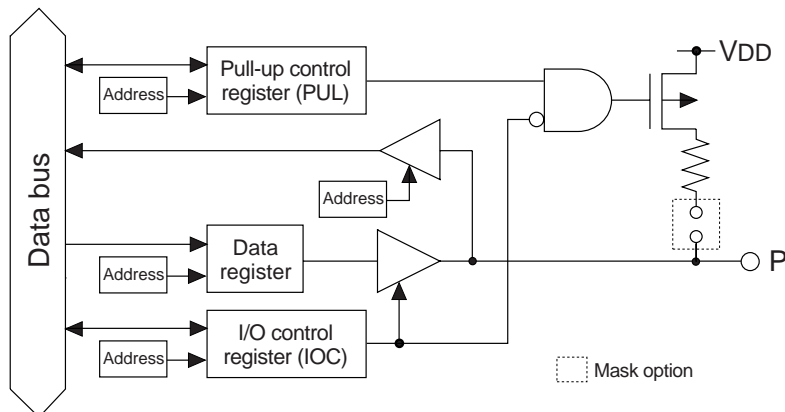 Data bus
Pull-up control
register (PUL)
Address
VDD
Address
Data
register
Address
P
I/O control
register (IOC)
Address
Mask option